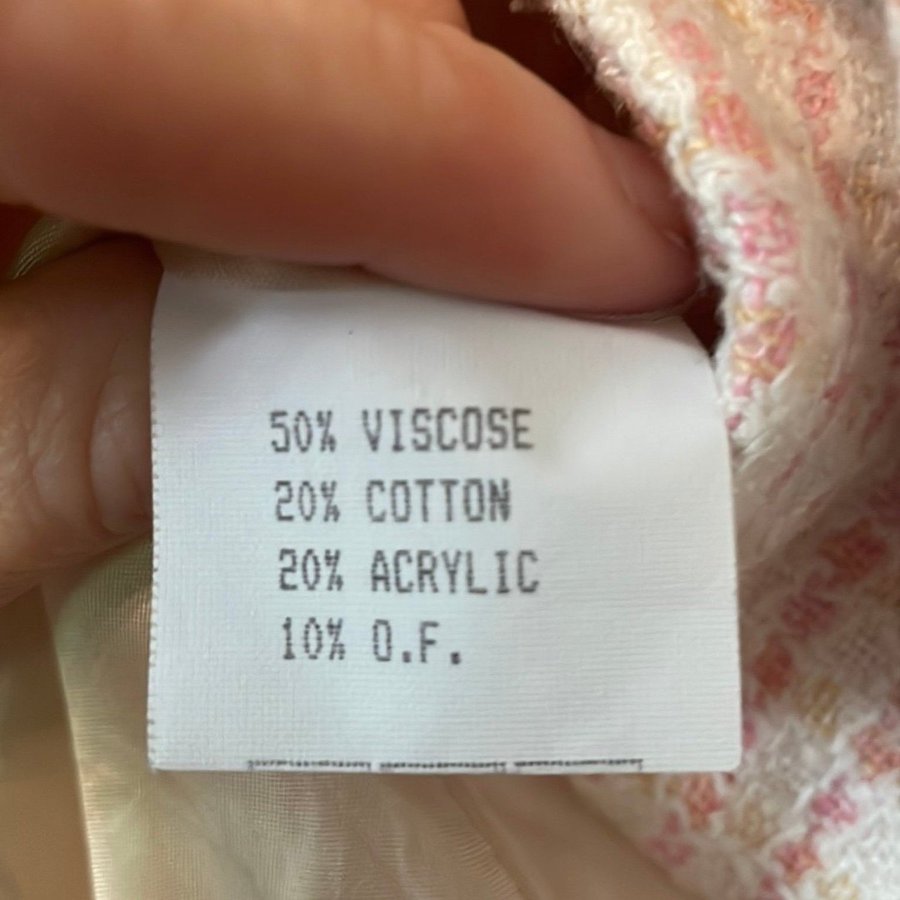 50% VISCOSE
20% COTTON
20% ACRYLIC
10% O.F.